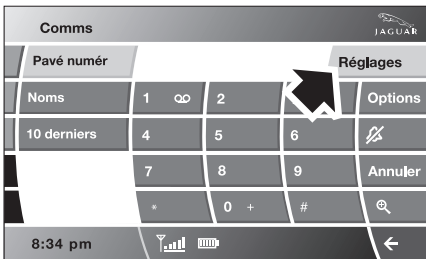 Comms
JAGUAR
Pavé numér
Réglages
Noms
1
2
Options
10 derniers
4
5
6
7
8
9
Annuler
*
0 +
#
8:34 pm